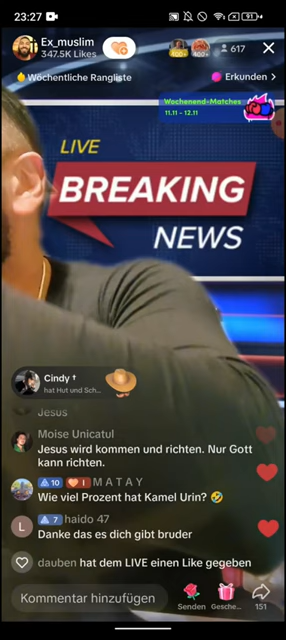 23:27
91
Ex_muslim
347.5K Likes
400+
400+
617
Wöchentliche Rangliste
Erkunden >
Wochenend-Matches
11.11 - 12.11
LIVE
BREAKING
NEWS
Cindy †
hat Hut und Sch...
Jesus
Moise Unicatul
Jesus wird kommen und richten. Nur Gott
kann richten.
10 I M A T A Y
Wie viel Prozent hat Kamel Urin? 🤣
L 7 haido 47
Danke das es dich gibt bruder
dauben hat dem LIVE einen Like gegeben
Kommentar hinzufügen
Senden
Gesche...
151